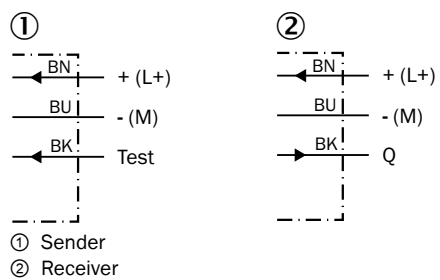 ① ②
BN + (L+) BN + (L+)
BU - (M) BU - (M)
BK Test BK Q
① Sender
② Receiver